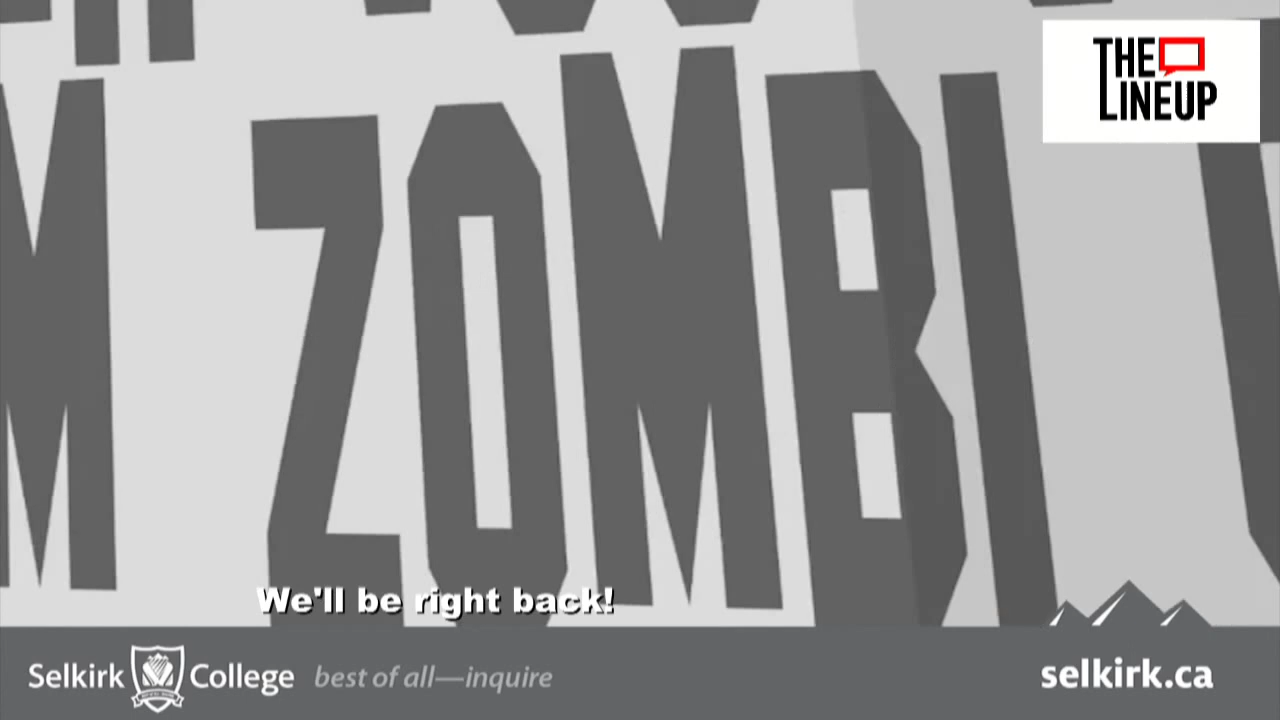 THE
LINEUP
M ZOMBI
We'll be right back!
Selkirk College best of all—inquire
selkirk.ca